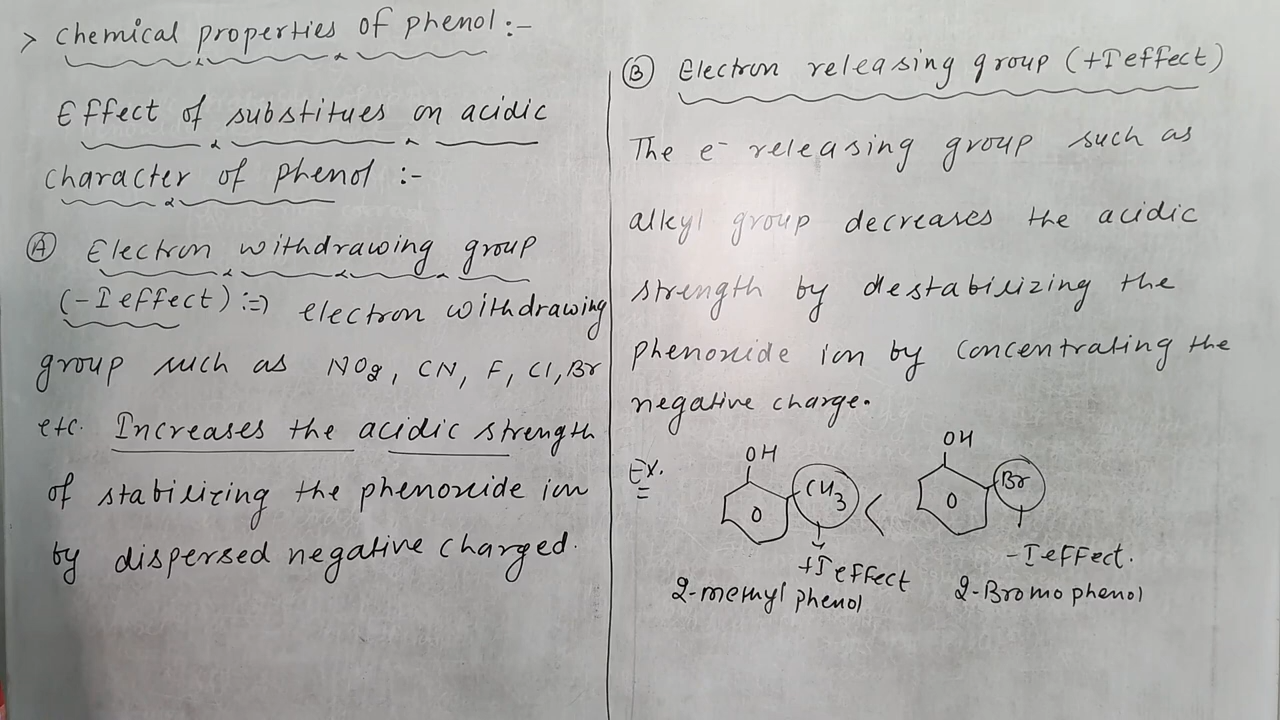 > Chemical properties of phenol :-
Effect of substitues on acidic
character of phenol :-
Ⓐ Electron withdrawing group
(-I effect) :=) electron withdrawing
group such as NO2, CN, F, Cl, Br
etc. Increases the acidic strength
of stabilizing the phenoxide ion
by dispersed negative charged.
Ⓑ Electron releasing group (+I effect)
The e⁻ releasing group such as
alkyl group decreases the acidic
strength by destabilizing the
phenoxide ion by concentrating the
negative charge.
Ex.
OH
CH3
<
OH
Br
+I effect
-I effect.
2-methyl phenol
2-Bromo phenol